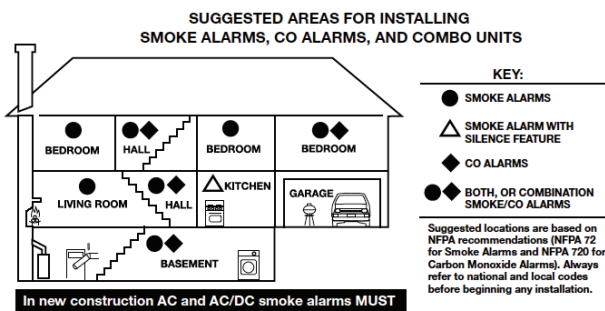 SUGGESTED AREAS FOR INSTALLING
SMOKE ALARMS, CO ALARMS, AND COMBO UNITS
BEDROOM
HALL
BEDROOM
BEDROOM
LIVING ROOM
HALL
KITCHEN
GARAGE
BASEMENT
In new construction AC and AC/DC smoke alarms MUST
KEY:
SMOKE ALARMS
SMOKE ALARM WITH
SILENCE FEATURE
CO ALARMS
BOTH, OR COMBINATION
SMOKE/CO ALARMS
Suggested locations are based on
NFPA recommendations (NFPA 72
for Smoke Alarms and NFPA 720 for
Carbon Monoxide Alarms). Always
refer to national and local codes
before beginning any installation.